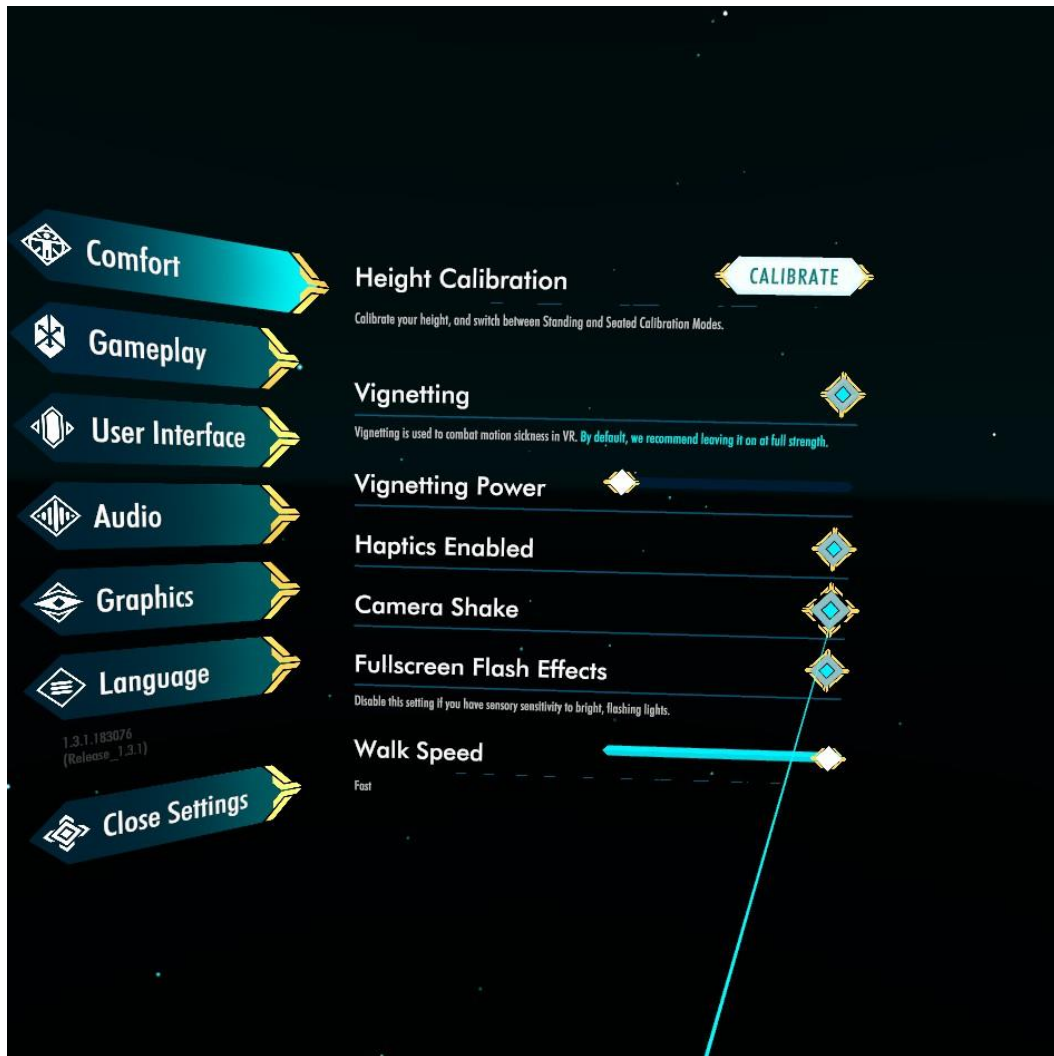 Comfort
Gameplay
User Interface
Audio
Graphics
Language
1.3.1.183076
(Release_1.3.1)
Close Settings
Height Calibration
CALIBRATE
Calibrate your height, and switch between Standing and Seated Calibration Modes.
Vignetting
Vignetting is used to combat motion sickness in VR. By default, we recommend leaving it on at full strength.
Vignetting Power
Haptics Enabled
Camera Shake
Fullscreen Flash Effects
Disable this setting if you have sensory sensitivity to bright, flashing lights.
Walk Speed
Fast